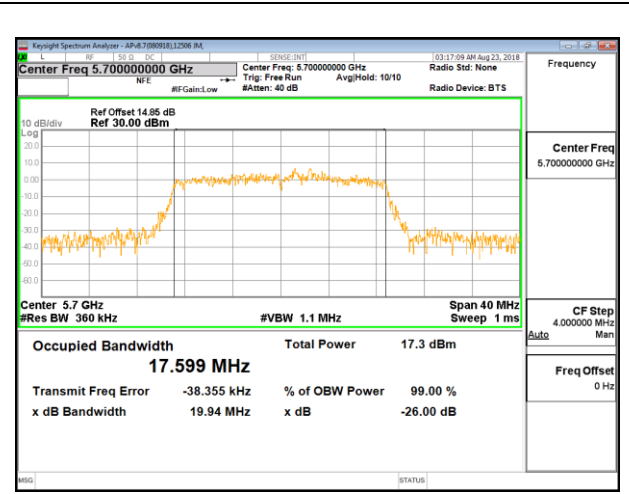 Keysight Spectrum Analyzer - APv8.7(080918),12506 JM,
L RF 50 Ω DC SENSE:INT 03:17:09 AM Aug 23, 2018
Center Freq 5.700000000 GHz Center Freq: 5.700000000 GHz Radio Std: None Frequency
NFE Trig: Free Run Avg|Hold: 10/10
#IFGain:Low #Atten: 40 dB Radio Device: BTS
Ref Offset 14.85 dB
10 dB/div Ref 30.00 dBm
Log
20.0
10.0
0.00
-10.0
-20.0
-30.0
-40.0
-50.0
-60.0
Center 5.7 GHz Span 40 MHz
#Res BW 360 kHz #VBW 1.1 MHz Sweep 1 ms
Occupied Bandwidth Total Power 17.3 dBm
17.599 MHz
Transmit Freq Error -38.355 kHz % of OBW Power 99.00 %
x dB Bandwidth 19.94 MHz x dB -26.00 dB
Center Freq
5.700000000 GHz
CF Step
4.000000 MHz
Auto Man
Freq Offset
0 Hz
MSG STATUS